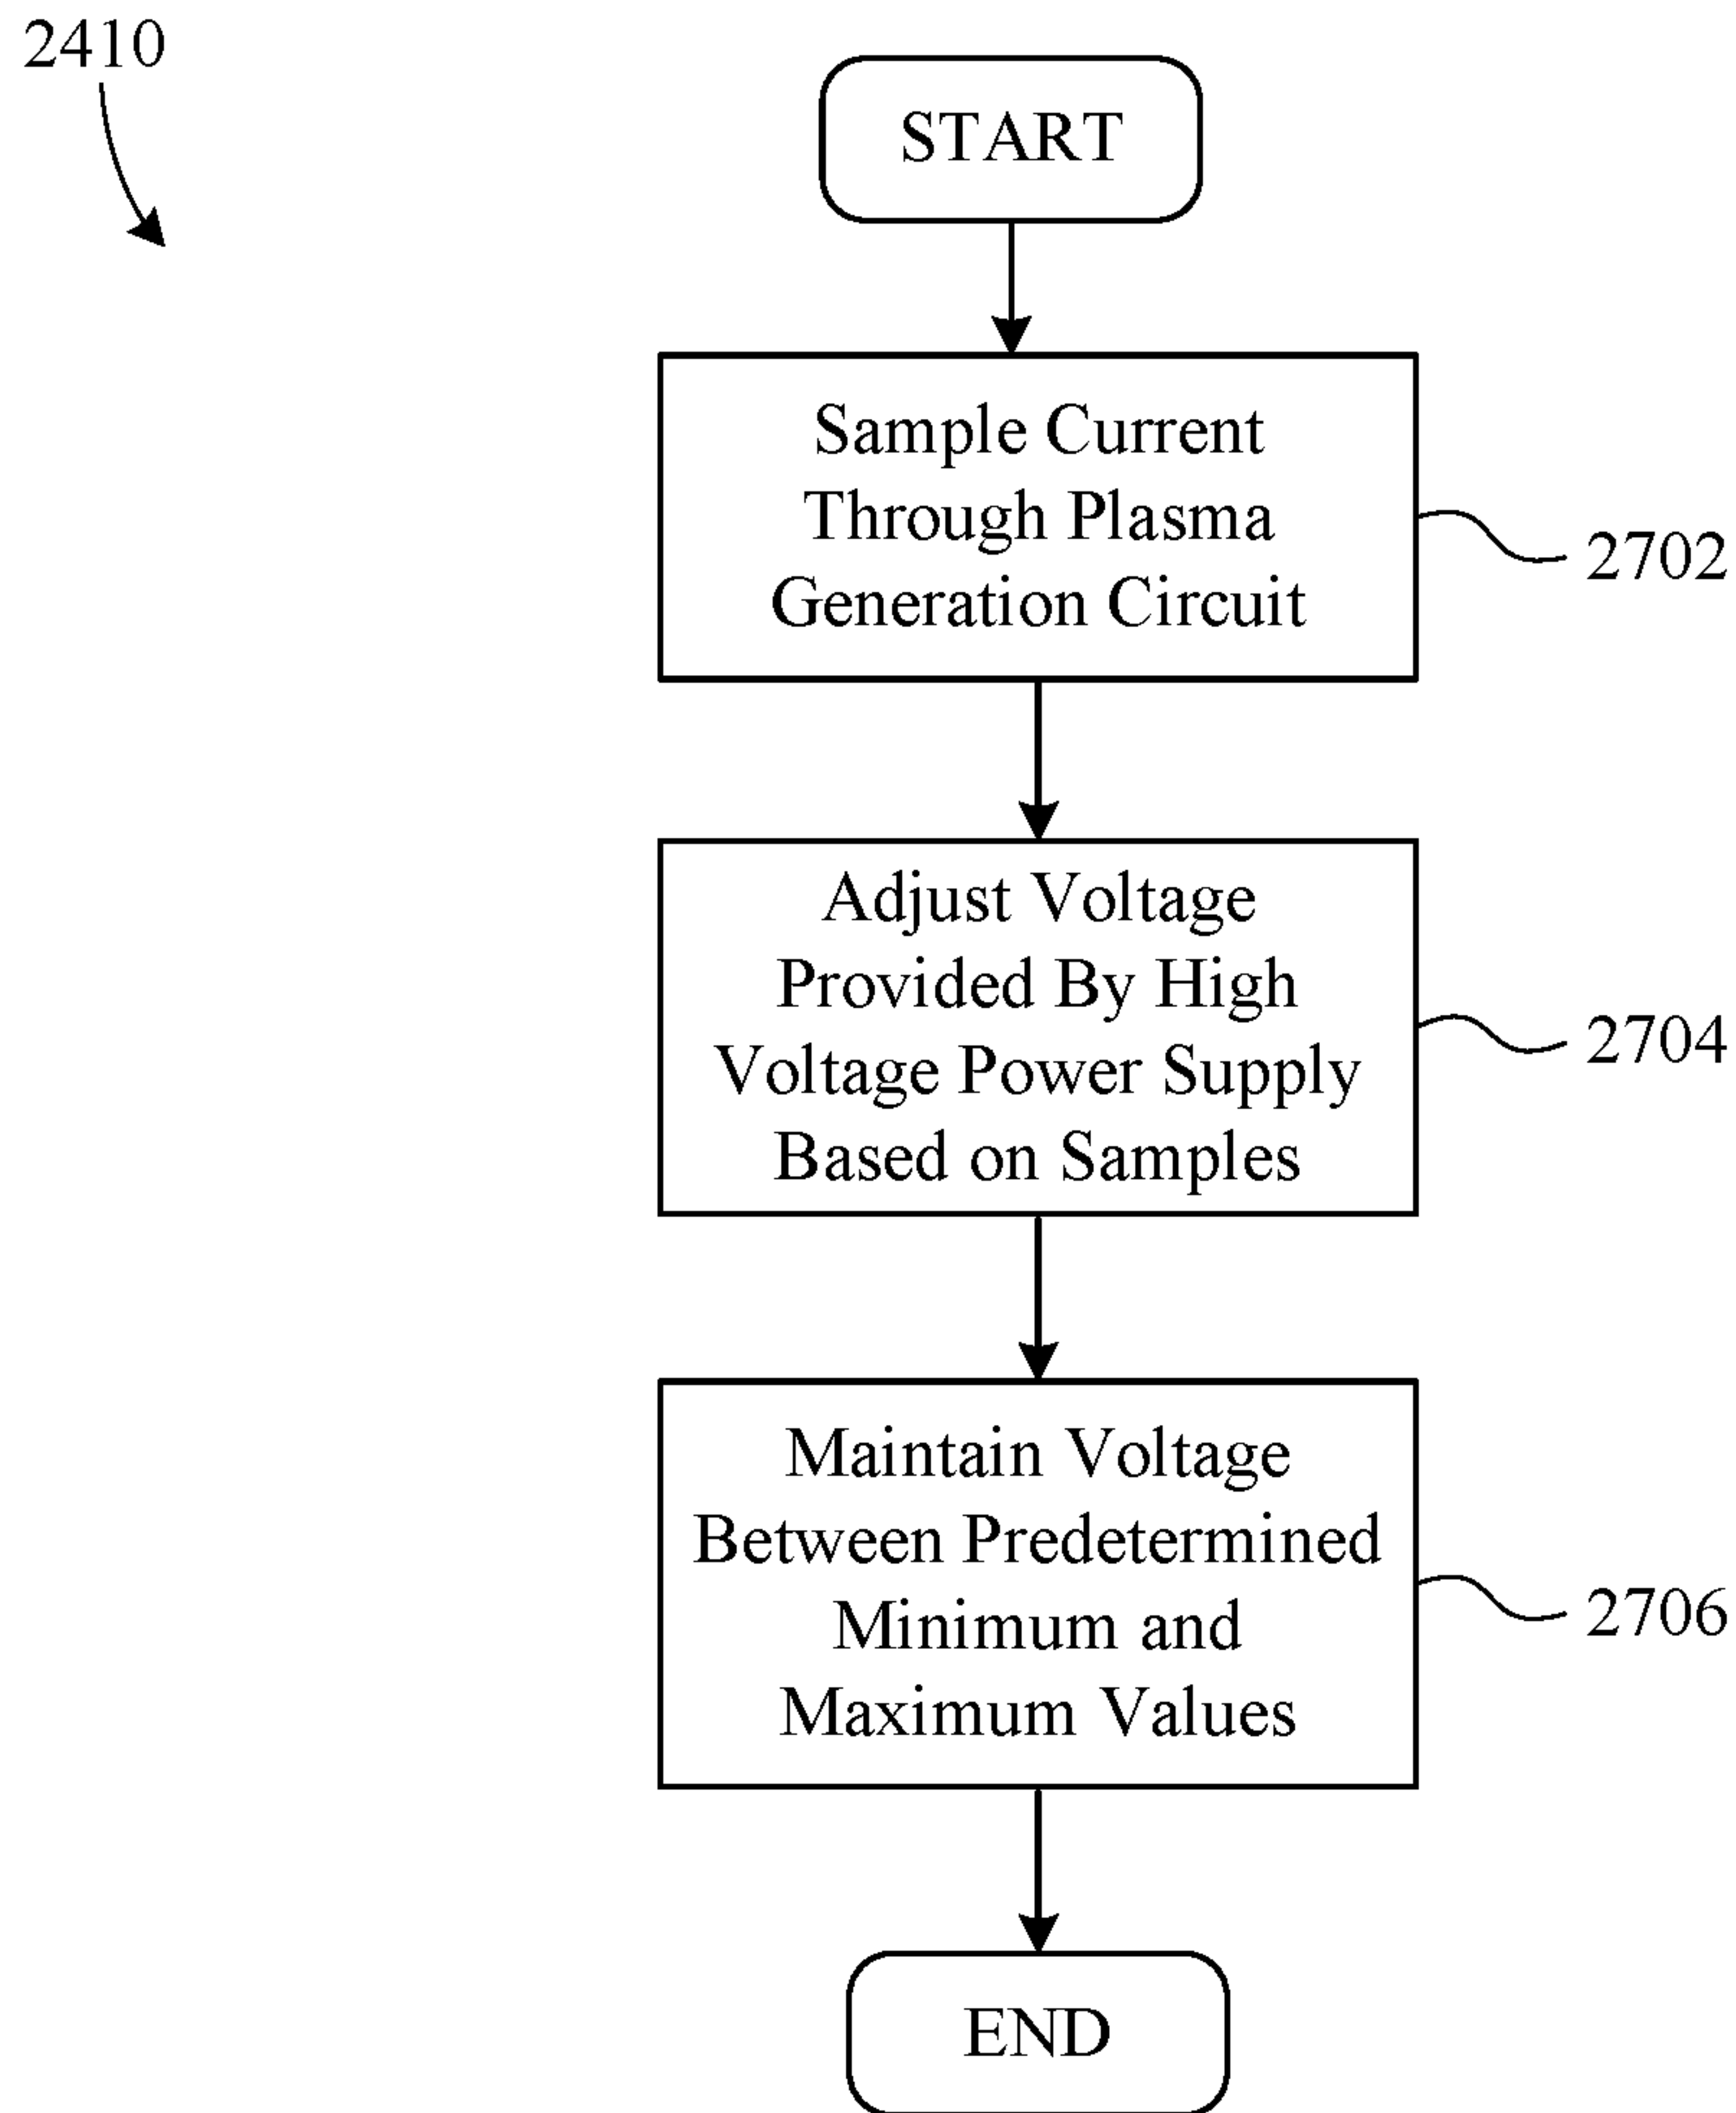 2410
START
Sample Current
Through Plasma
Generation Circuit
2702
Adjust Voltage
Provided By High
Voltage Power Supply
Based on Samples
2704
Maintain Voltage
Between Predetermined
Minimum and
Maximum Values
2706
END